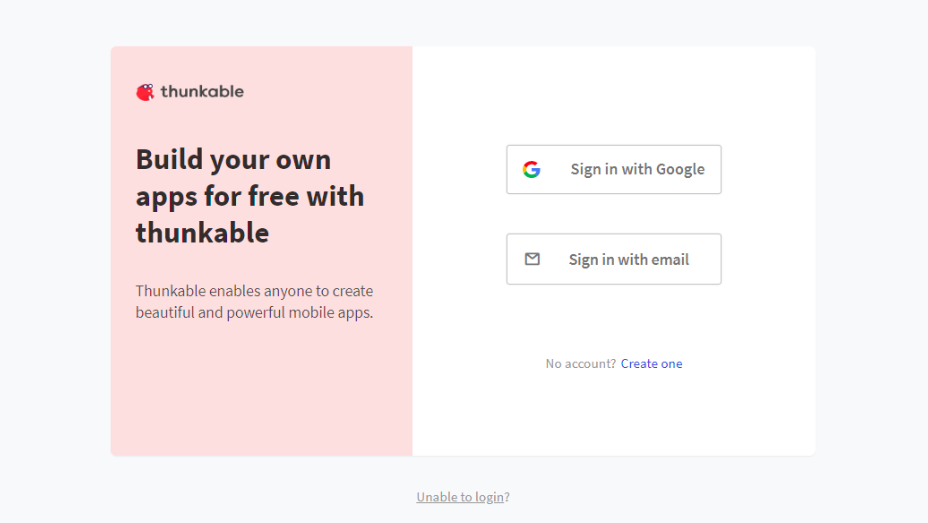 thunkable
Build your own
apps for free with
thunkable
Thunkable enables anyone to create
beautiful and powerful mobile apps.
Sign in with Google
Sign in with email
No account? Create one
Unable to login?